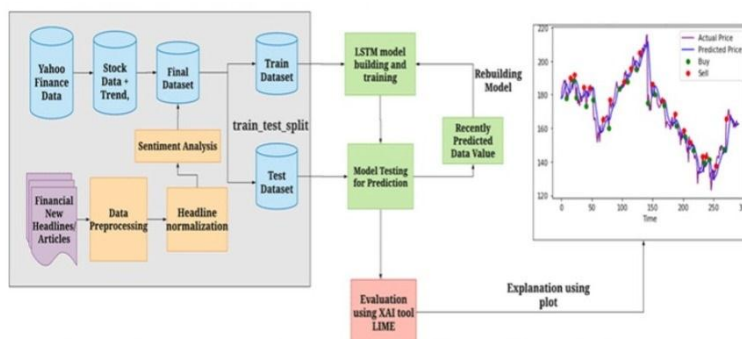 Yahoo
Finance
Data
Stock
Data +
Trend,
Final
Dataset
Train
Dataset
train_test_split
Test
Dataset
Sentiment Analysis
Financial
New
Headlines/
Articles
Data
Preprocessing
Headline
normalization
LSTM model
building and
training
Rebuilding
Model
Recently
Predicted
Data Value
Model Testing
for Prediction
Evaluation
using XAI tool
LIME
Explanation using
plot
Actual Price
Predicted Price
Buy
Sell
220
200
180
160
140
120
0
50
100
150
200
250
Time